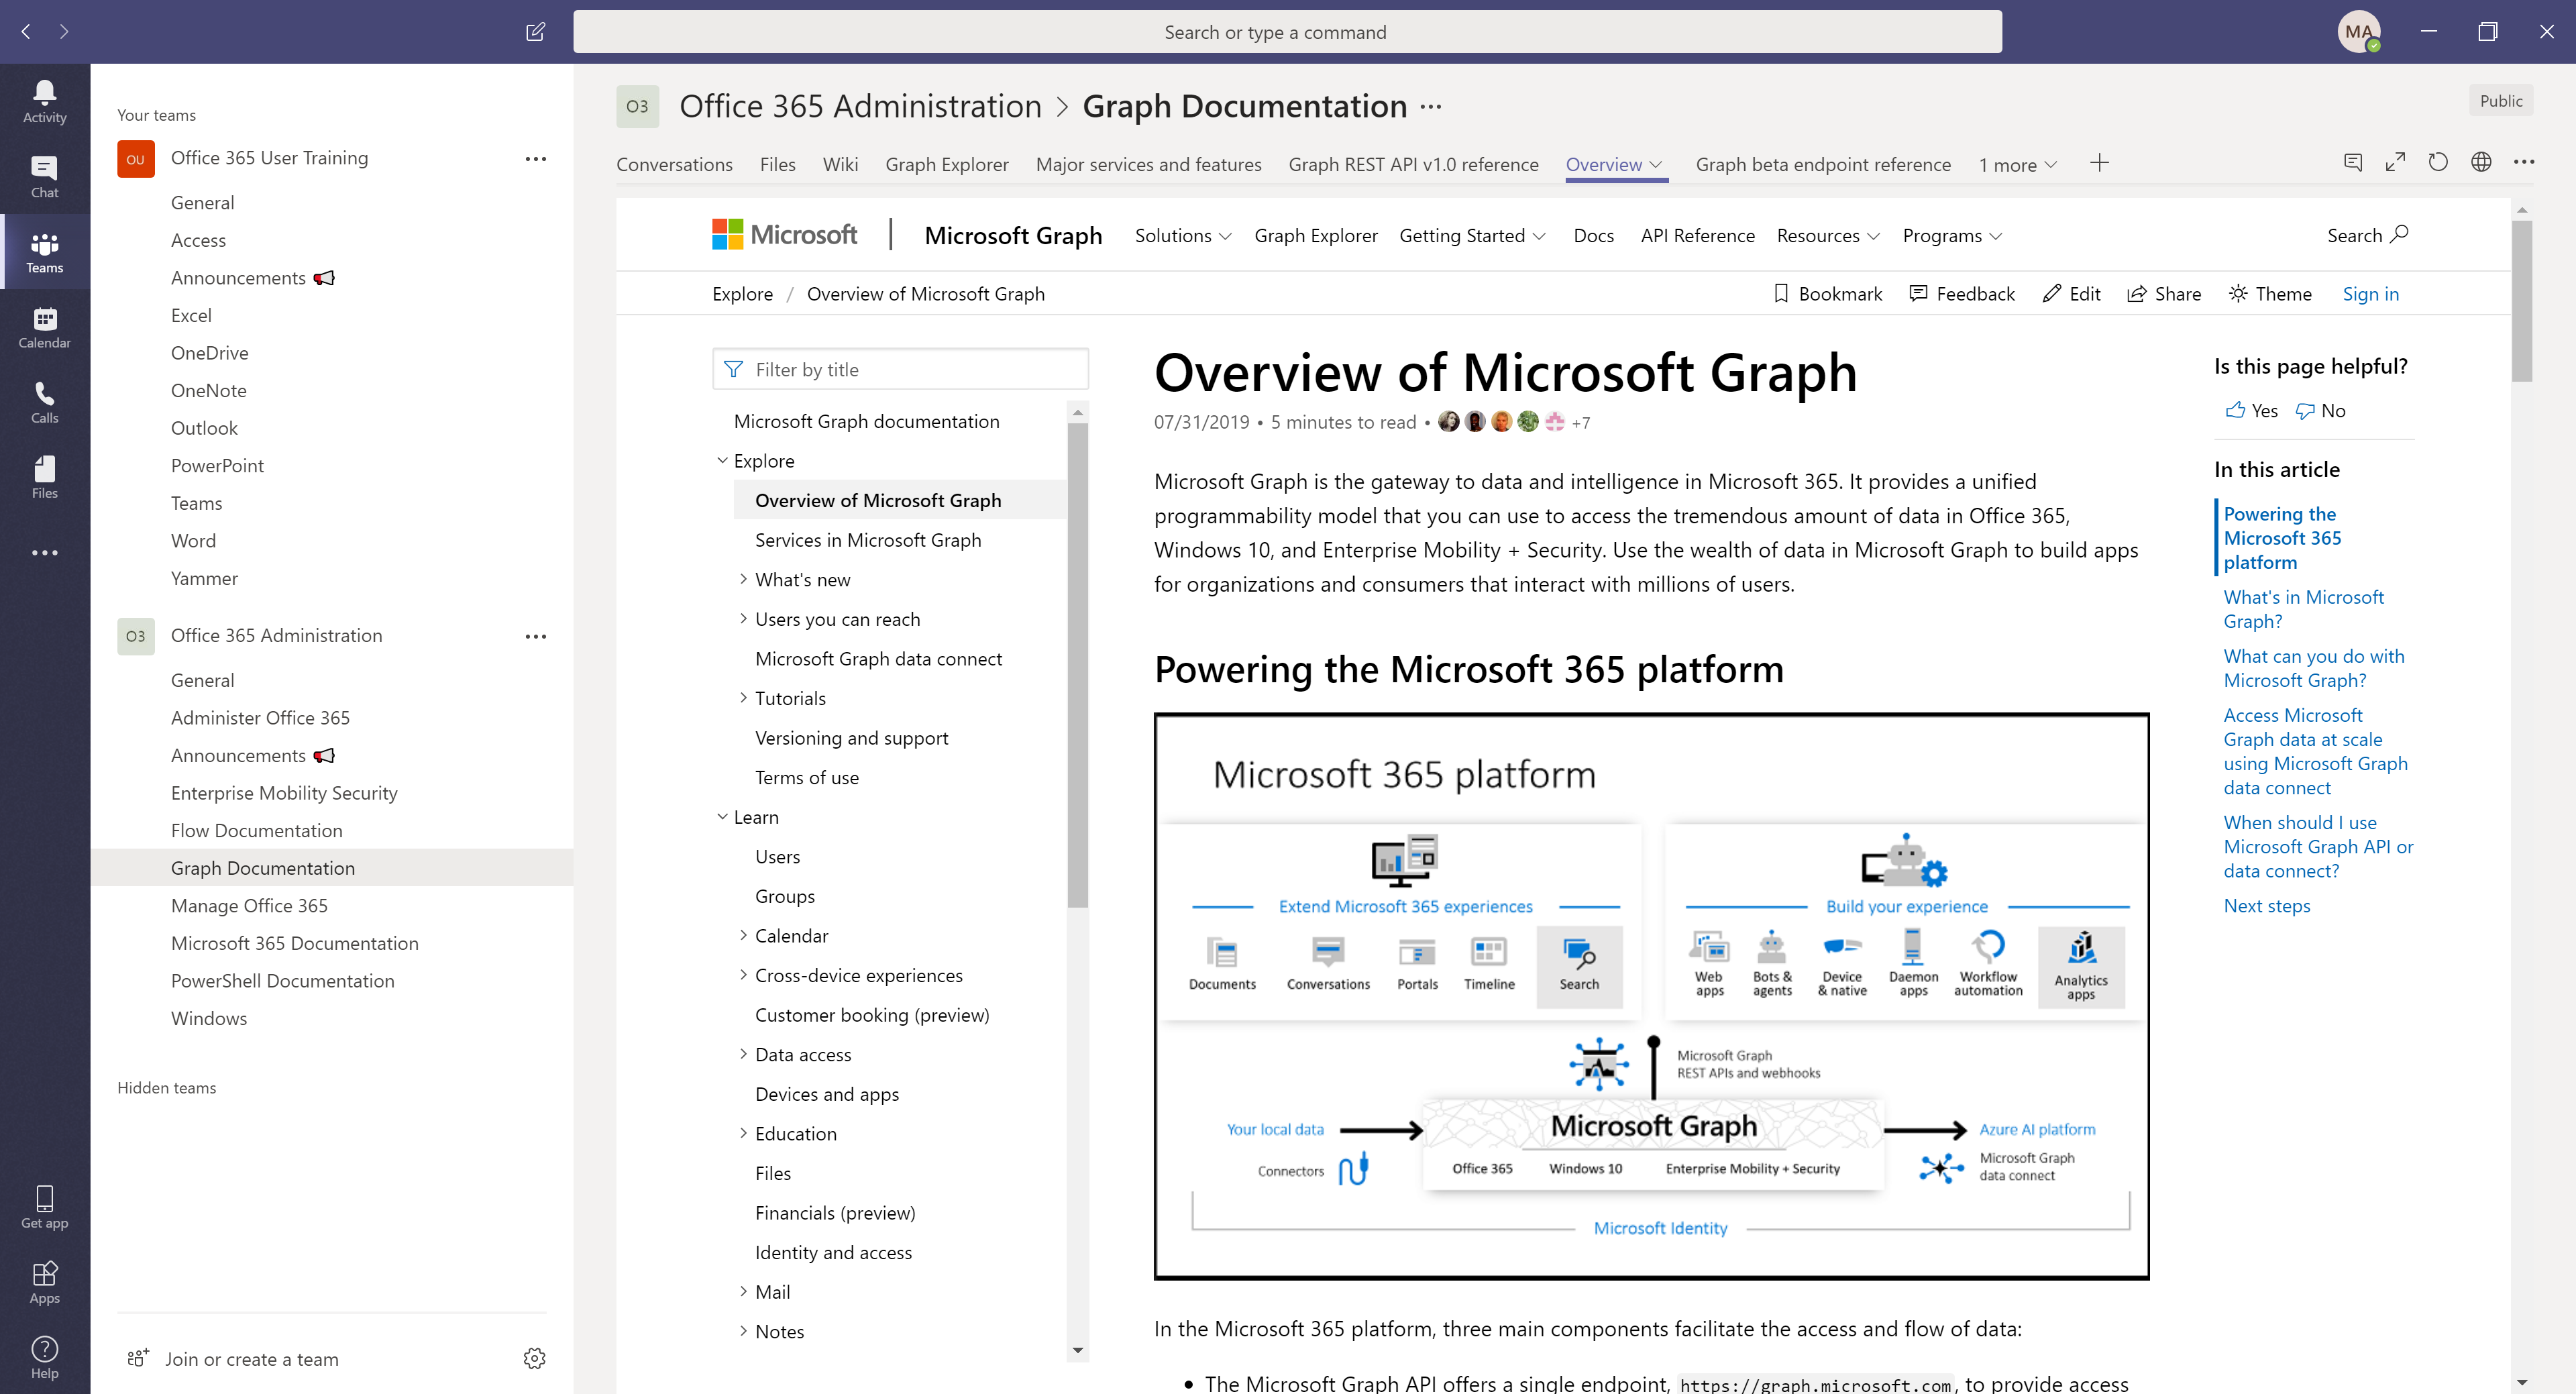 Search or type a command
MA
Activity
Chat
Teams
Calendar
Calls
Files
Get app
Apps
Help
Your teams
OU Office 365 User Training
General
Access
Announcements
Excel
OneDrive
OneNote
Outlook
PowerPoint
Teams
Word
Yammer
O3 Office 365 Administration
General
Administer Office 365
Announcements
Enterprise Mobility Security
Flow Documentation
Graph Documentation
Manage Office 365
Microsoft 365 Documentation
PowerShell Documentation
Windows
Hidden teams
Join or create a team
O3 Office 365 Administration > Graph Documentation ...
Public
Conversations Files Wiki Graph Explorer Major services and features Graph REST API v1.0 reference Overview Graph beta endpoint reference 1 more
Microsoft | Microsoft Graph Solutions Graph Explorer Getting Started Docs API Reference Resources Programs Search
Explore / Overview of Microsoft Graph Bookmark Feedback Edit Share Theme Sign in
Filter by title
Microsoft Graph documentation
Explore
Overview of Microsoft Graph
Services in Microsoft Graph
What's new
Users you can reach
Microsoft Graph data connect
Tutorials
Versioning and support
Terms of use
Learn
Users
Groups
Calendar
Cross-device experiences
Customer booking (preview)
Data access
Devices and apps
Education
Files
Financials (preview)
Identity and access
Mail
Notes
Overview of Microsoft Graph
07/31/2019 • 5 minutes to read • +7
Microsoft Graph is the gateway to data and intelligence in Microsoft 365. It provides a unified
programmability model that you can use to access the tremendous amount of data in Office 365,
Windows 10, and Enterprise Mobility + Security. Use the wealth of data in Microsoft Graph to build apps
for organizations and consumers that interact with millions of users.
Powering the Microsoft 365 platform
Microsoft 365 platform
Extend Microsoft 365 experiences
Documents Conversations Portals Timeline Search
Build your experience
Web apps
Bots & agents
Device & native
Daemon apps
Workflow automation
Analytics apps
Microsoft Graph
REST APIs and webhooks
Your local data
Connectors
Microsoft Graph
Office 365 Windows 10 Enterprise Mobility + Security
Azure AI platform
Microsoft Graph
data connect
Microsoft Identity
In the Microsoft 365 platform, three main components facilitate the access and flow of data:
• The Microsoft Graph API offers a single endpoint, https://graph.microsoft.com, to provide access
Is this page helpful?
Yes No
In this article
Powering the
Microsoft 365
platform
What's in Microsoft
Graph?
What can you do with
Microsoft Graph?
Access Microsoft
Graph data at scale
using Microsoft Graph
data connect
When should I use
Microsoft Graph API or
data connect?
Next steps